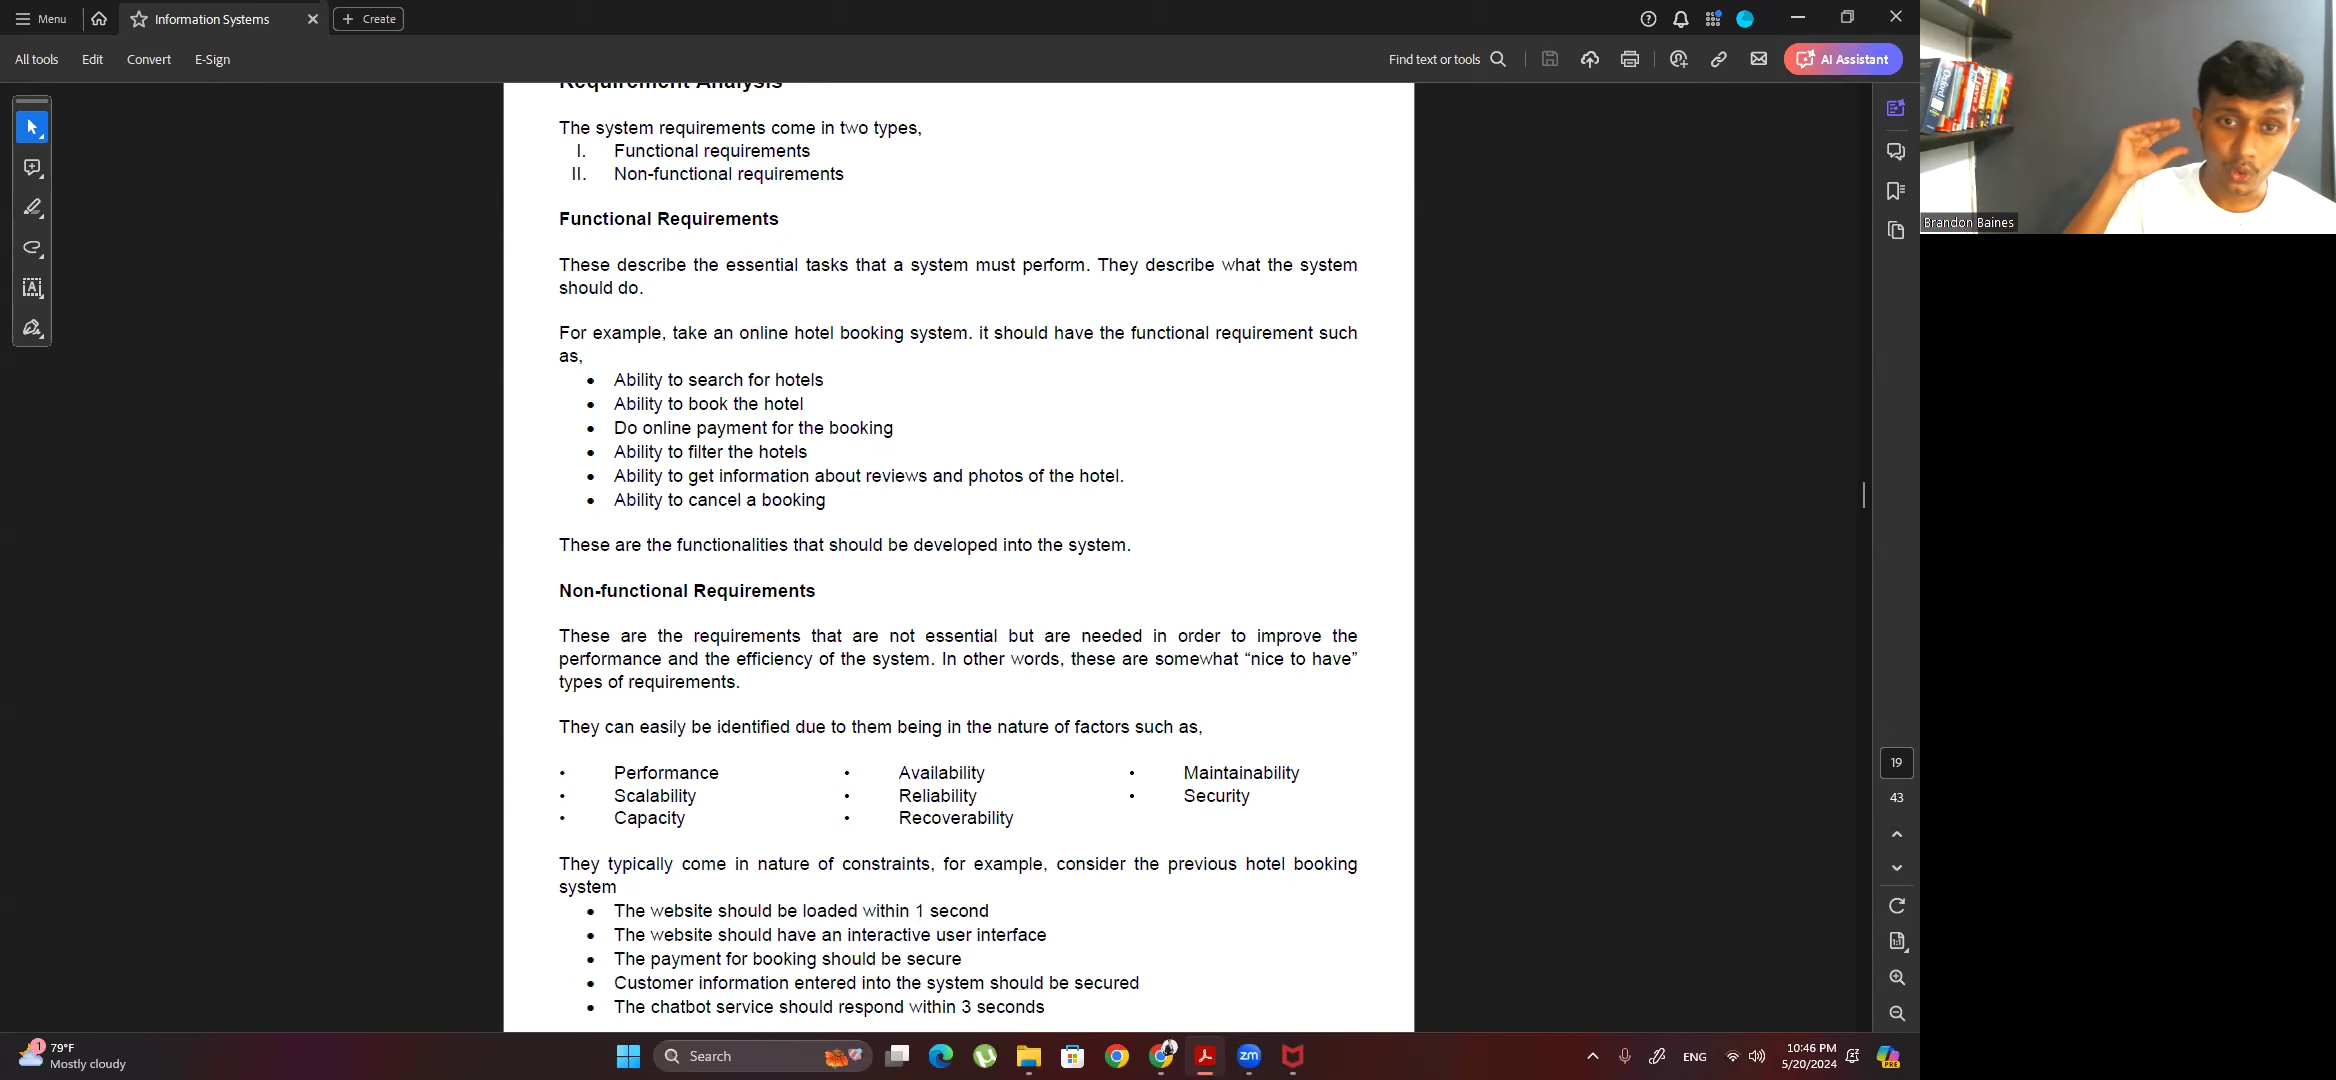 Menu
Information Systems
Create
All tools
Edit
Convert
E-Sign
Find text or tools
AI Assistant
Requirement Analysis
The system requirements come in two types,
I. Functional requirements
II. Non-functional requirements
Functional Requirements
These describe the essential tasks that a system must perform. They describe what the system
should do.
For example, take an online hotel booking system. it should have the functional requirement such
as,
• Ability to search for hotels
• Ability to book the hotel
• Do online payment for the booking
• Ability to filter the hotels
• Ability to get information about reviews and photos of the hotel.
• Ability to cancel a booking
These are the functionalities that should be developed into the system.
Non-functional Requirements
These are the requirements that are not essential but are needed in order to improve the
performance and the efficiency of the system. In other words, these are somewhat “nice to have”
types of requirements.
They can easily be identified due to them being in the nature of factors such as,
• Performance • Availability • Maintainability
• Scalability • Reliability • Security
• Capacity • Recoverability
They typically come in nature of constraints, for example, consider the previous hotel booking
system
• The website should be loaded within 1 second
• The website should have an interactive user interface
• The payment for booking should be secure
• Customer information entered into the system should be secured
• The chatbot service should respond within 3 seconds
19
43
Brandon Baines
Oxford
1
79°F
Mostly cloudy
Search
zm
ENG
10:46 PM
5/20/2024
PRE